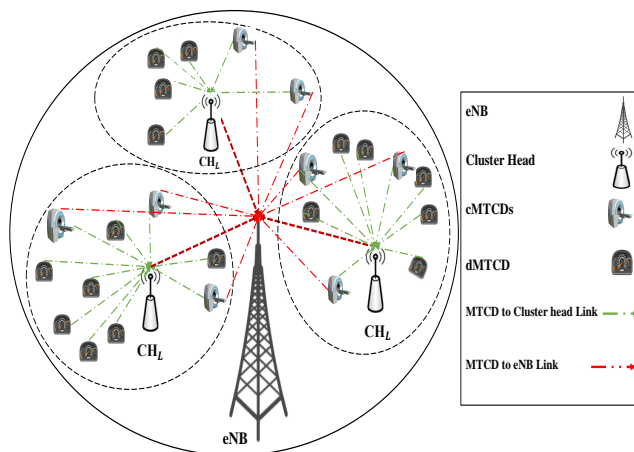 CH_L
CH_L
CH_L
eNB
eNB
Cluster Head
cMTCDs
dMTCD
MTCD to Cluster head Link
MTCD to eNB Link